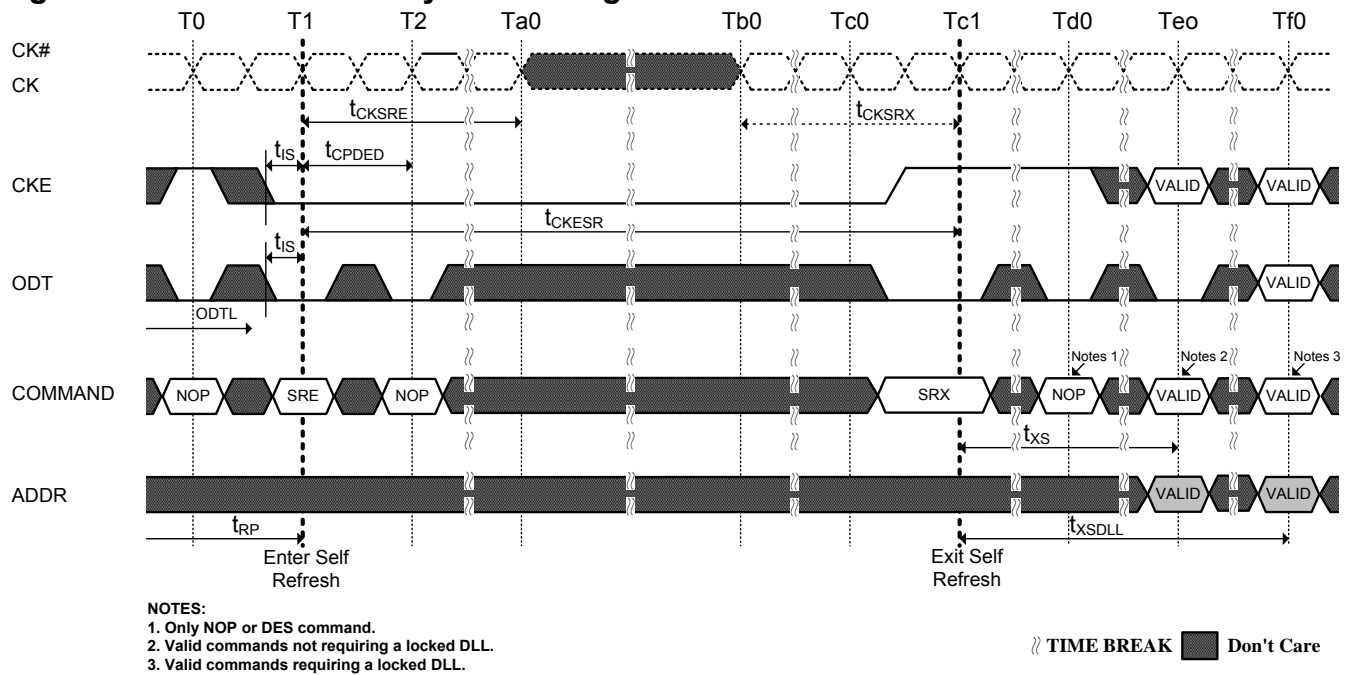 T0 T1 T2 Ta0 Tb0 Tc0 Tc1 Td0 Teo Tf0
CK#
CK
tCKSRE tCKSRX
tIS tCPDED
CKE VALID VALID
tCKESR
tIS
ODT VALID
ODTL
Notes 1 Notes 2 Notes 3
COMMAND NOP SRE NOP SRX NOP VALID VALID
tXS
ADDR VALID VALID
tRP tXSDLL
Enter Self Exit Self
Refresh Refresh
NOTES:
1. Only NOP or DES command.
2. Valid commands not requiring a locked DLL.
3. Valid commands requiring a locked DLL.
TIME BREAK Don't Care